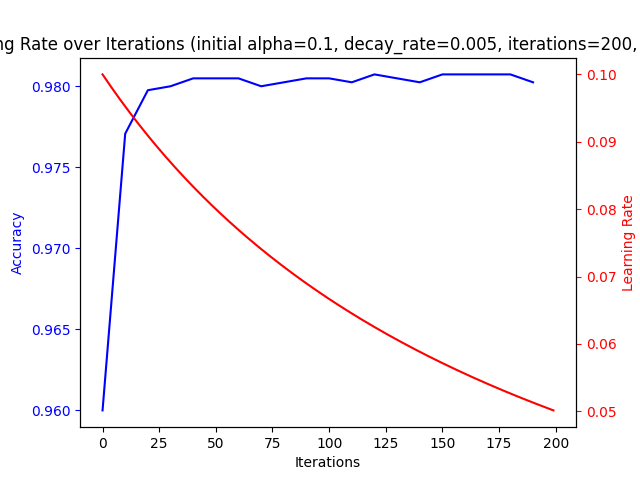 ng Rate over Iterations (initial alpha=0.1, decay_rate=0.005, iterations=200,
0.980
0.975
0.970
0.965
0.960
Accuracy
0.10
0.09
0.08
0.07
0.06
0.05
Learning Rate
0 25 50 75 100 125 150 175 200
Iterations